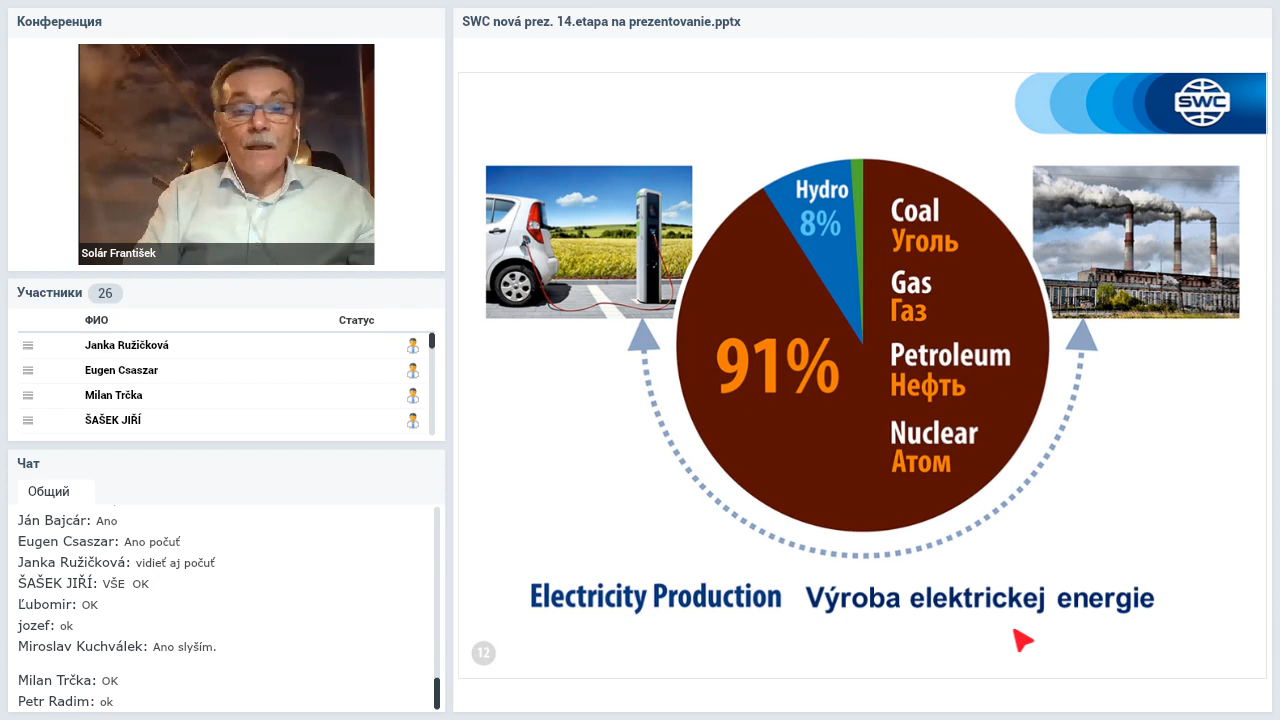 Конференция
Solár František
Участники 26
ФИО Статус
Janka Ružičková
Eugen Csaszar
Milan Trčka
ŠAŠEK JIŘÍ
Чат
Общий
Ján Bajcár: Ano
Eugen Csaszar: Ano počuť
Janka Ružičková: vidieť aj počuť
ŠAŠEK JIŘÍ: VŠE OK
Ľubomir: OK
jozef: ok
Miroslav Kuchválek: Ano slyším.
Milan Trčka: OK
Petr Radim: ok
SWC nová prez. 14.etapa na prezentovanie.pptx
SWC
Hydro
8%
91%
Coal
Уголь
Gas
Газ
Petroleum
Нефть
Nuclear
Атом
Electricity Production Výroba elektrickej energie
12